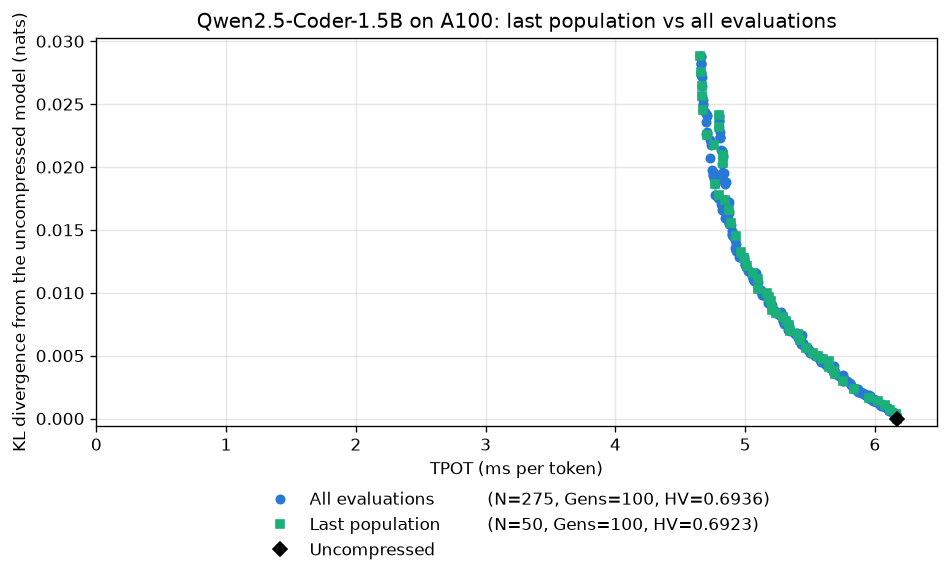 Qwen2.5-Coder-1.5B on A100: last population vs all evaluations
KL divergence from the uncompressed model (nats)
0.030
0.025
0.020
0.015
0.010
0.005
0.000
0 1 2 3 4 5 6
TPOT (ms per token)
All evaluations (N=275, Gens=100, HV=0.6936)
Last population (N=50, Gens=100, HV=0.6923)
Uncompressed